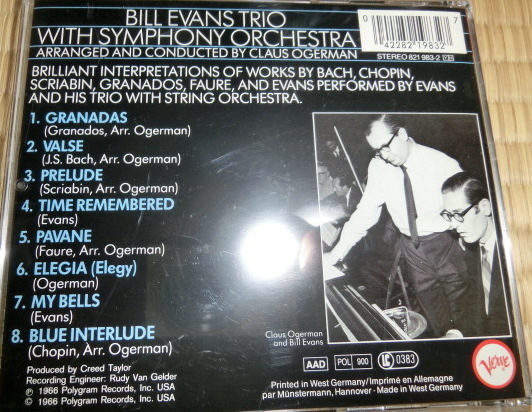 BILL EVANS TRIO
WITH SYMPHONY ORCHESTRA
ARRANGED AND CONDUCTED BY CLAUS OGERMAN
0 42282 19832 7
STEREO 821 983-2
BRILLIANT INTERPRETATIONS OF WORKS BY BACH, CHOPIN,
SCRIABIN, GRANADOS, FAURE, AND EVANS PERFORMED BY EVANS
AND HIS TRIO WITH STRING ORCHESTRA.
1. GRANADAS
(Granados, Arr. Ogerman)
2. VALSE
(J.S. Bach, Arr. Ogerman)
3. PRELUDE
(Scriabin, Arr. Ogerman)
4. TIME REMEMBERED
(Evans)
5. PAVANE
(Faure, Arr. Ogerman)
6. ELEGIA (Elegy)
(Ogerman)
7. MY BELLS
(Evans)
8. BLUE INTERLUDE
(Chopin, Arr. Ogerman)
Claus Ogerman
and Bill Evans
Produced by Creed Taylor
Recording Engineer: Rudy Van Gelder
℗ 1966 Polygram Records, Inc. USA
© 1966 Polygram Records, Inc. USA
AAD
POL 900
LC 0383
Printed in West Germany/Imprimé en Allemagne
par Münstermann, Hannover · Made in West Germany
Verve